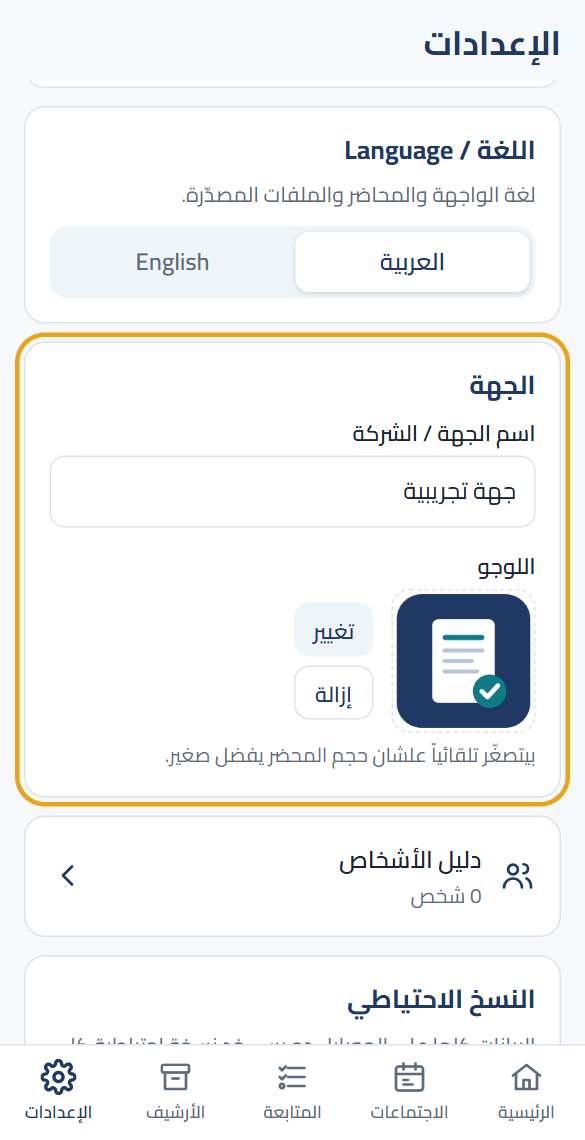 الإعدادات
اللغة / Language
لغة الواجهة والمحاضر والملفات المصدّرة.
العربية
English
الجهة
اسم الجهة / الشركة
جهة تجريبية
اللوجو
تغيير
إزالة
بيتصغّر تلقائياً علشان حجم المحضر يفضل صغير.
دليل الأشخاص
0 شخص
النسخ الاحتياطي
الرئيسية
الاجتماعات
المتابعة
الأرشيف
الإعدادات